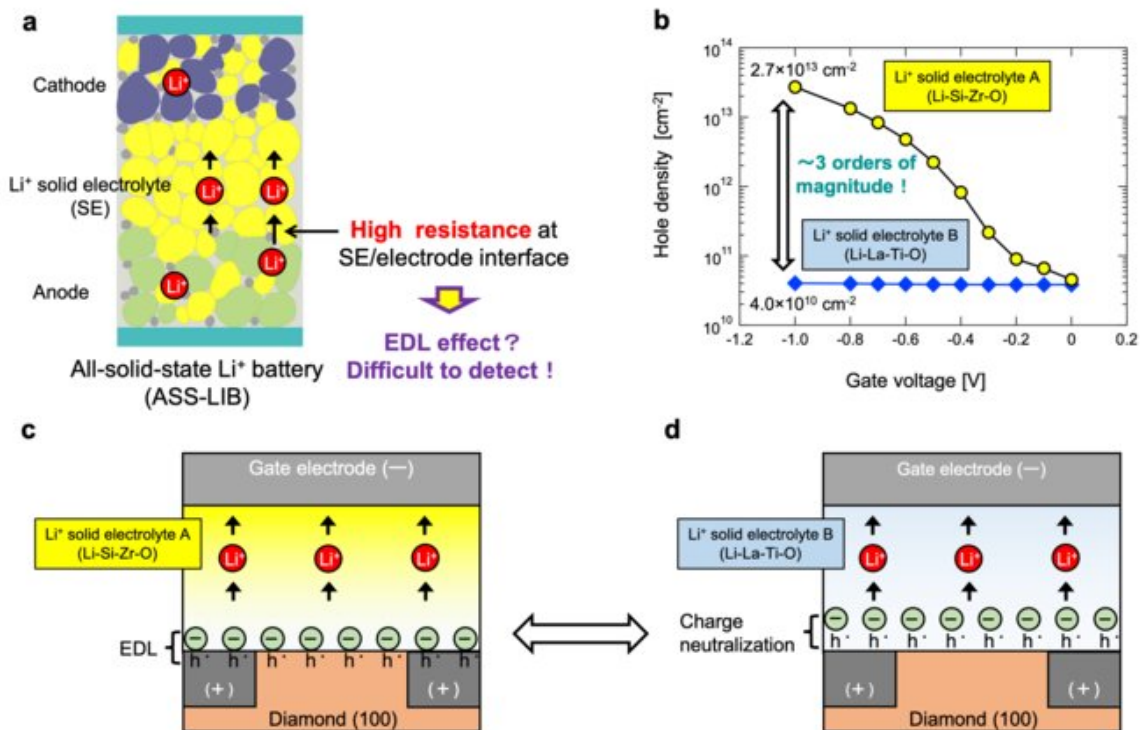 a
Cathode
Li⁺
Li⁺ solid electrolyte
(SE)
Li⁺
Li⁺
Li⁺
Anode
Li⁺
High resistance at
SE/electrode interface
EDL effect ?
Difficult to detect !
All-solid-state Li⁺ battery
(ASS-LIB)
b
Hole density [cm⁻²]
10¹⁴
10¹³
10¹²
10¹¹
10¹⁰
2.7×10¹³ cm⁻²
Li⁺ solid electrolyte A
(Li-Si-Zr-O)
~3 orders of
magnitude !
Li⁺ solid electrolyte B
(Li-La-Ti-O)
4.0×10¹⁰ cm⁻²
-1.2 -1.0 -0.8 -0.6 -0.4 -0.2 0.0 0.2
Gate voltage [V]
c
Gate electrode (—)
Li⁺ solid electrolyte A
(Li-Si-Zr-O)
Li⁺ Li⁺ Li⁺
EDL
− − − − − − − −
h˙ h˙ h˙ h˙ h˙ h˙ h˙ h˙
(+) (+)
Diamond (100)
d
Gate electrode (—)
Li⁺ solid electrolyte B
(Li-La-Ti-O)
Li⁺ Li⁺ Li⁺
Charge
neutralization
− − − − − − − −
h˙ h˙ h˙ h˙ h˙ h˙ h˙ h˙
(+) (+)
Diamond (100)